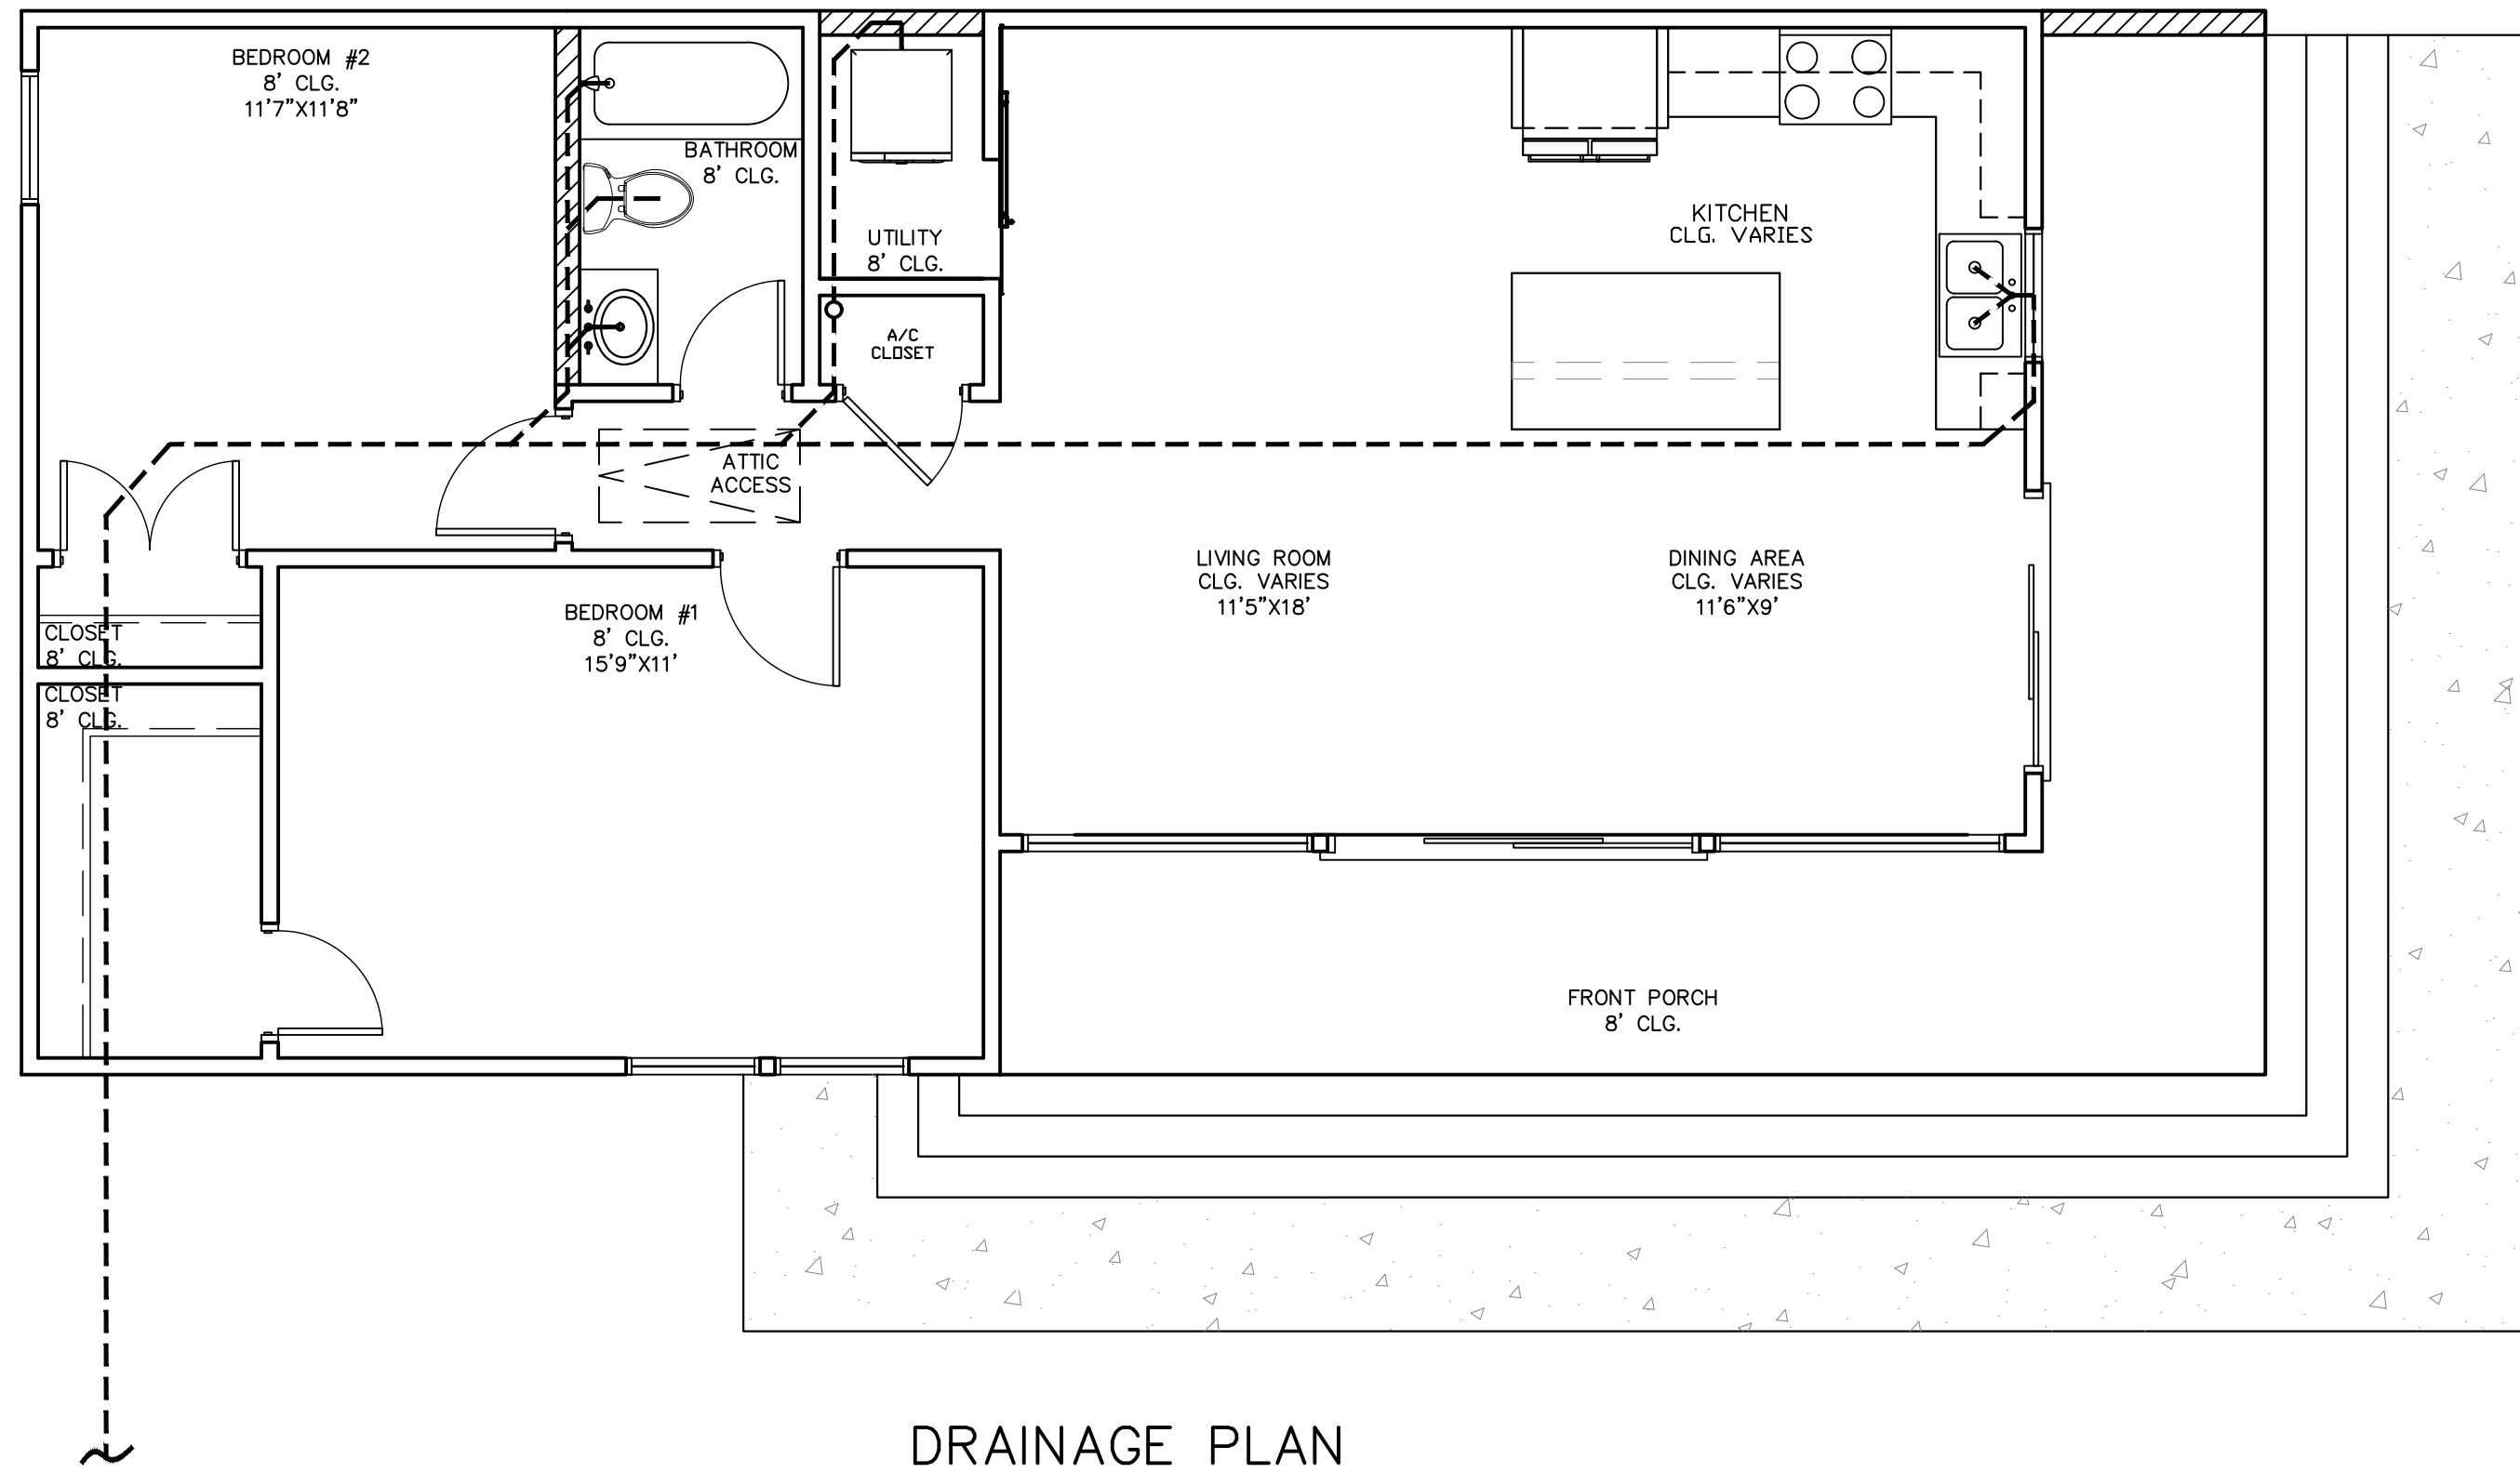 BEDROOM #2
8' CLG.
11'7"X11'8"
BATHROOM
8' CLG.
UTILITY
8' CLG.
A/C
CLOSET
KITCHEN
CLG. VARIES
ATTIC
ACCESS
LIVING ROOM
CLG. VARIES
11'5"X18'
DINING AREA
CLG. VARIES
11'6"X9'
BEDROOM #1
8' CLG.
15'9"X11'
CLOSET
8' CLG.
CLOSET
8' CLG.
FRONT PORCH
8' CLG.
DRAINAGE PLAN